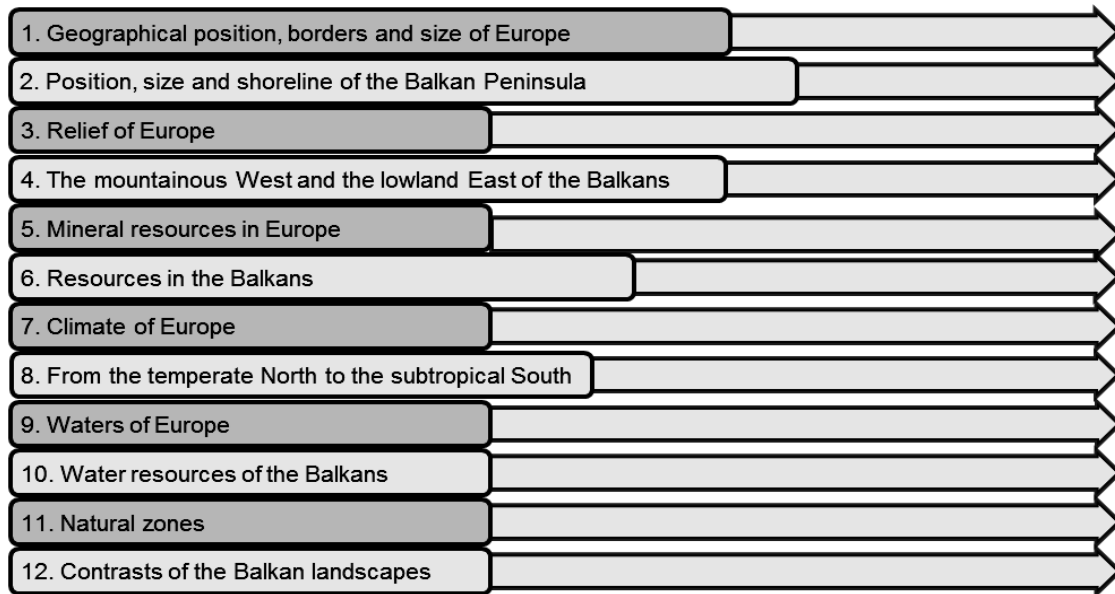 1. Geographical position, borders and size of Europe
2. Position, size and shoreline of the Balkan Peninsula
3. Relief of Europe
4. The mountainous West and the lowland East of the Balkans
5. Mineral resources in Europe
6. Resources in the Balkans
7. Climate of Europe
8. From the temperate North to the subtropical South
9. Waters of Europe
10. Water resources of the Balkans
11. Natural zones
12. Contrasts of the Balkan landscapes